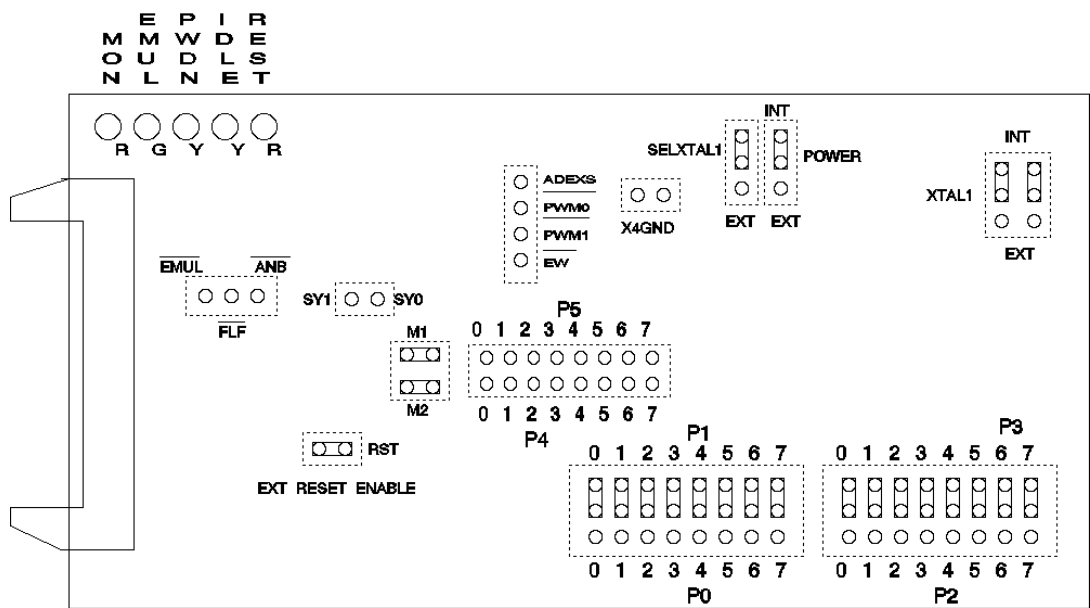 MON EMUL PWDN IDLE REST
R G Y Y R
INT
SELXTAL1 POWER
EXT EXT
INT
XTAL1
EXT
ADEXS
PWM0
PWM1
EW
X4GND
EMUL ANB
FLF
SY1 SY0
M1
M2
P5
0 1 2 3 4 5 6 7
0 1 2 3 4 5 6 7
P4
RST
EXT RESET ENABLE
P1
0 1 2 3 4 5 6 7
0 1 2 3 4 5 6 7
P0
P3
0 1 2 3 4 5 6 7
0 1 2 3 4 5 6 7
P2